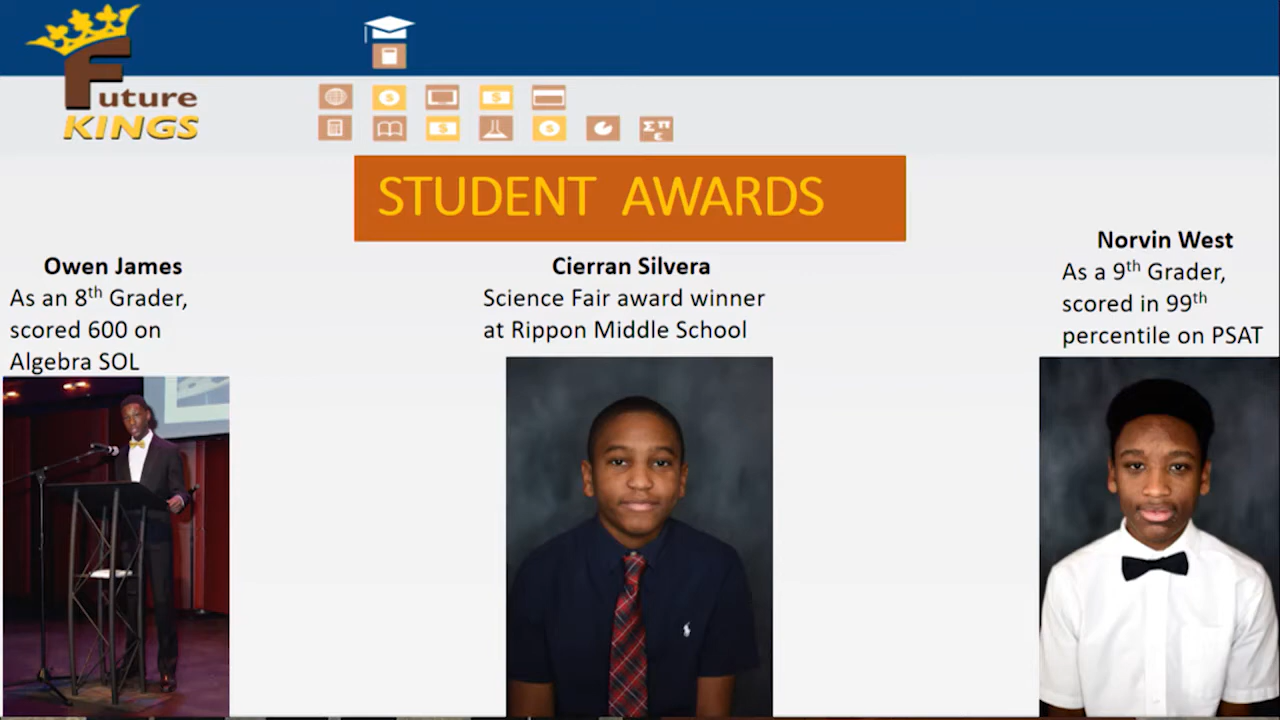 Future
KINGS
$ $
$ $ Σ π
€
STUDENT AWARDS
Owen James
As an 8th Grader,
scored 600 on
Algebra SOL
Cierran Silvera
Science Fair award winner
at Rippon Middle School
Norvin West
As a 9th Grader,
scored in 99th
percentile on PSAT